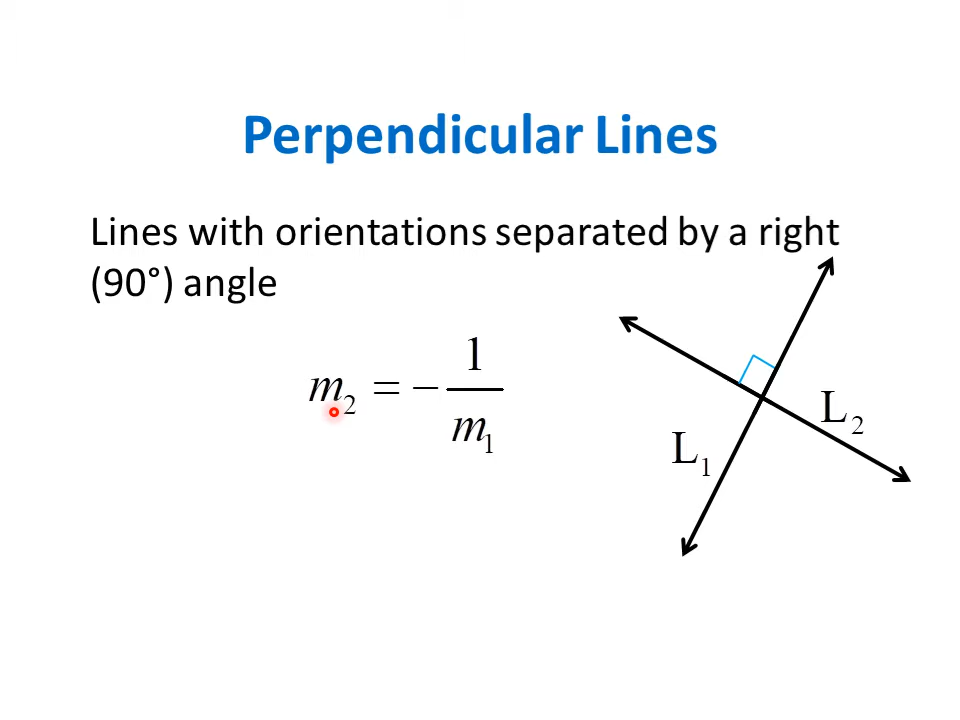 Perpendicular Lines
Lines with orientations separated by a right
(90°) angle
m₂ = − 1/m₁
L₁
L₂